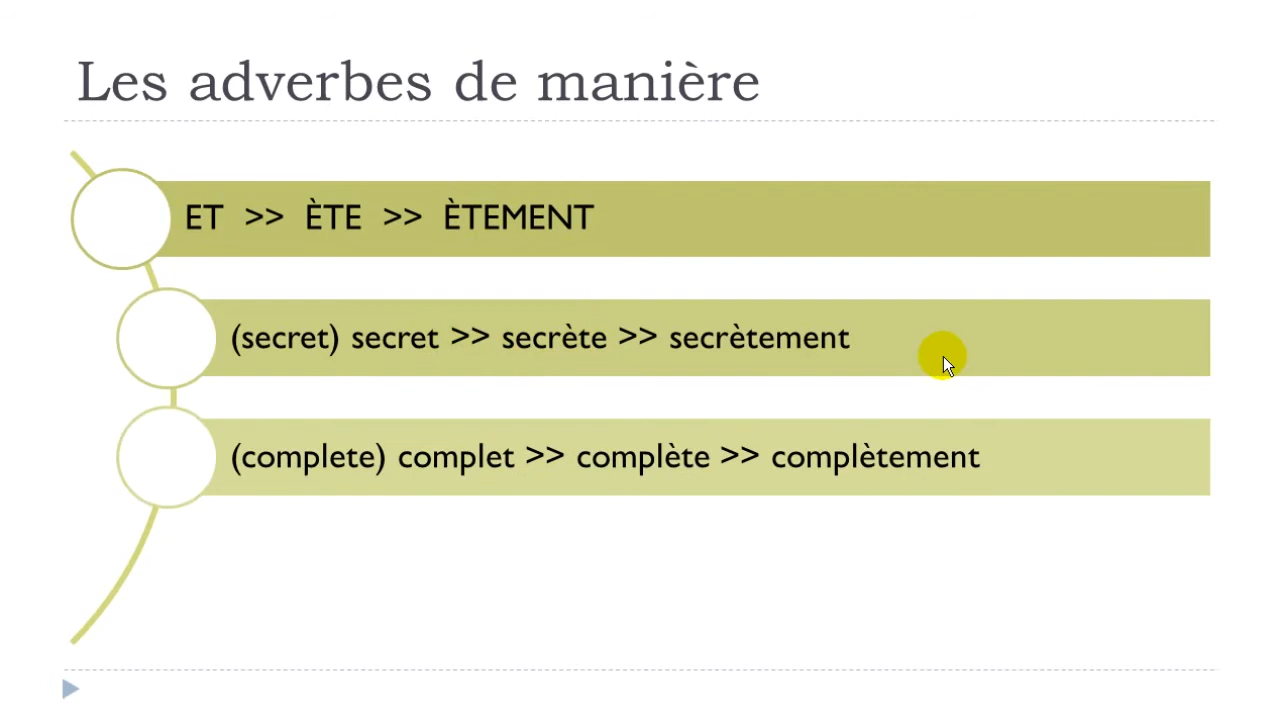 Les adverbes de manière
ET >> ÈTE >> ÈTEMENT
(secret) secret >> secrète >> secrètement
(complete) complet >> complète >> complètement